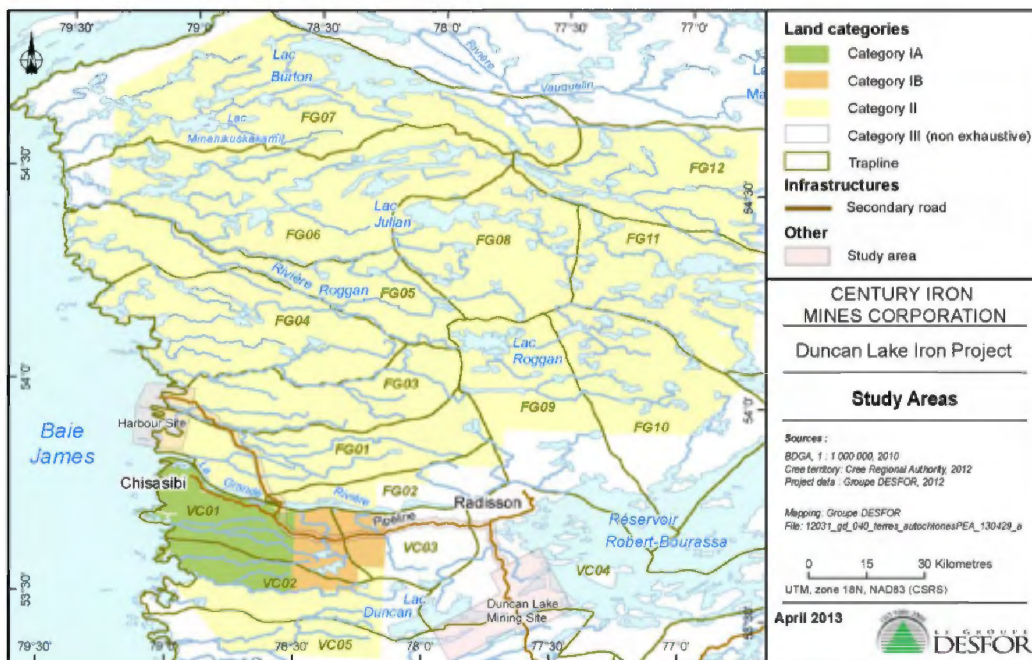 79°30'
79°0'
78°30'
78°0'
77°30'
77°0'
Lac
Burton
Rivière
Vauquelin
FG07
Lac
54°30'
FG12
54°30'
Lac
Julian
FG06
FG08
FG11
Rivière Roggan
FG05
FG04
Lac
Roggan
54°0'
FG03
54°0'
FG09
FG10
Harbour Site
Baie
James
FG01
Chisasibi
La Grande Rivière
FG02
Radisson
VC01
Pipeline
Réservoir
Robert-Bourassa
VC03
VC04
53°30'
VC02
Lac
Duncan
Duncan Lake
Mining Site
VC05
53°30'
79°30'
79°0'
78°30'
78°0'
77°30'
77°0'
Land categories
Category IA
Category IB
Category II
Category III (non exhaustive)
Trapline
Infrastructures
Secondary road
Other
Study area
CENTURY IRON
MINES CORPORATION
Duncan Lake Iron Project
Study Areas
Sources :
BDGA, 1 : 1 000 000, 2010
Cree territory: Cree Regional Authority, 2012
Project data : Groupe DESFOR, 2012
Mapping: Groupe DESFOR
File: 12031_gd_040_terres_autochtonesPEA_130429_a
0 15 30 Kilometres
UTM, zone 18N, NAD83 (CSRS)
April 2013
LE GROUPE
DESFOR